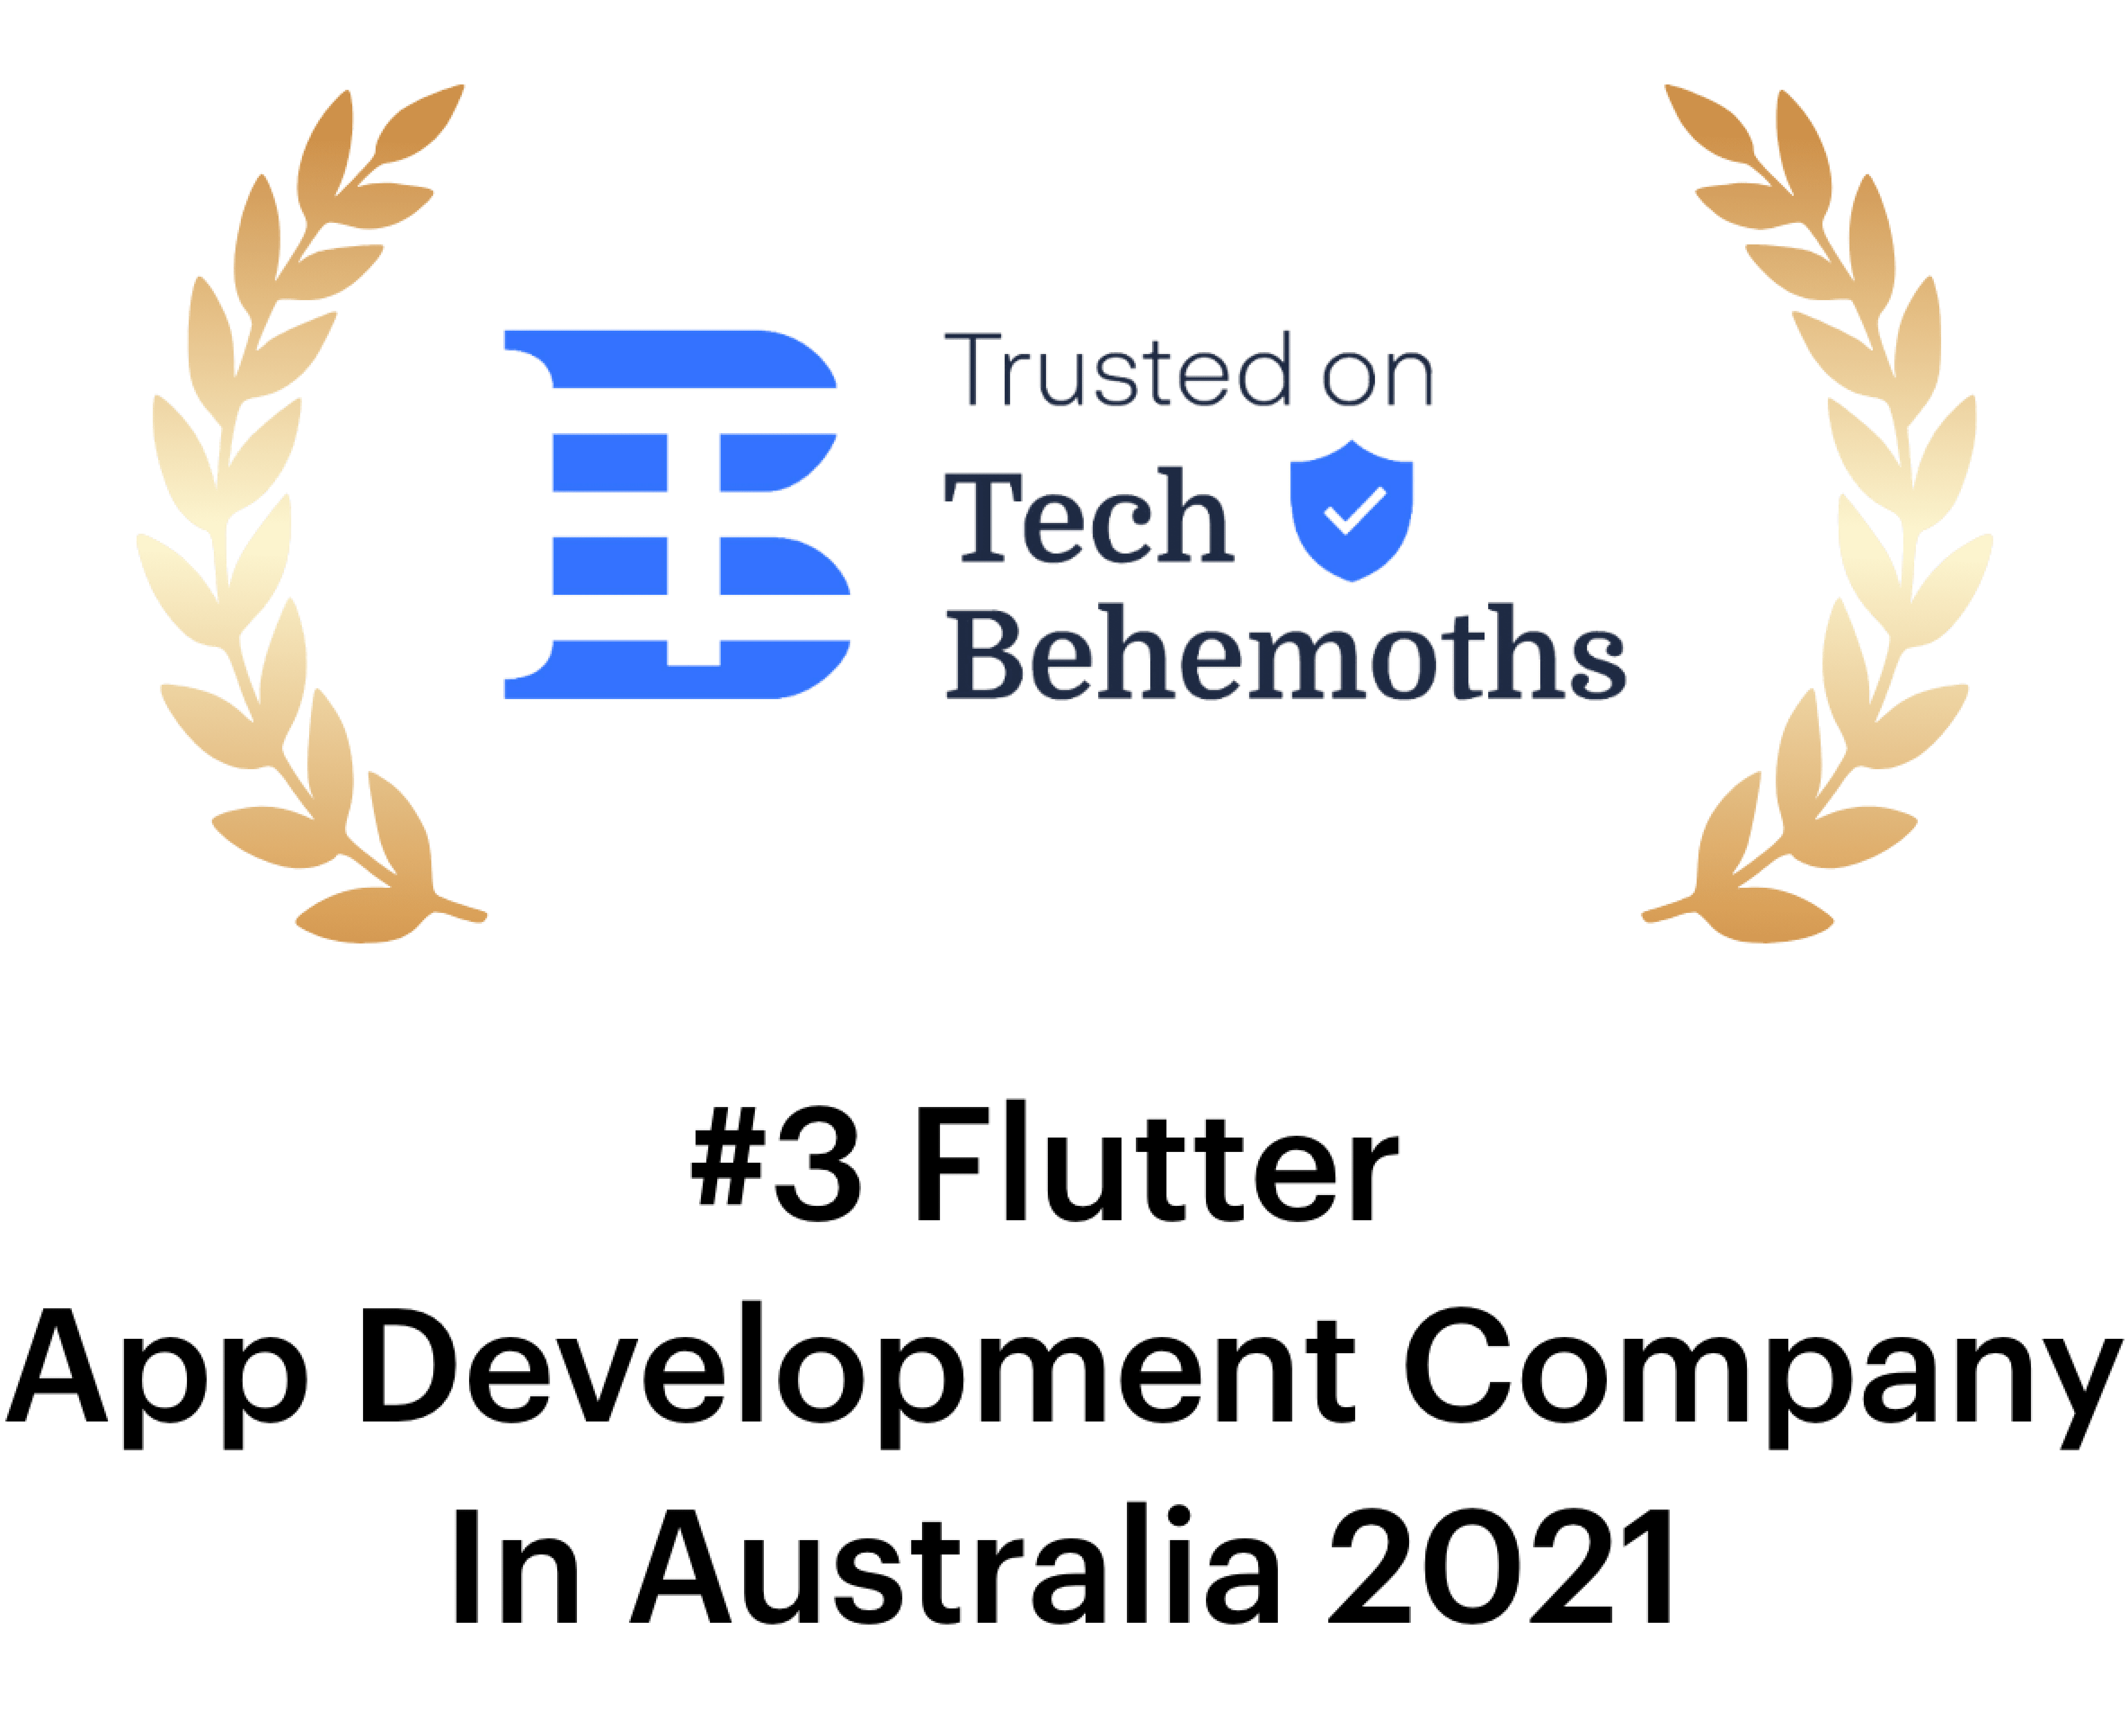 Trusted on
Tech
Behemoths
#3 Flutter
App Development Company
In Australia 2021